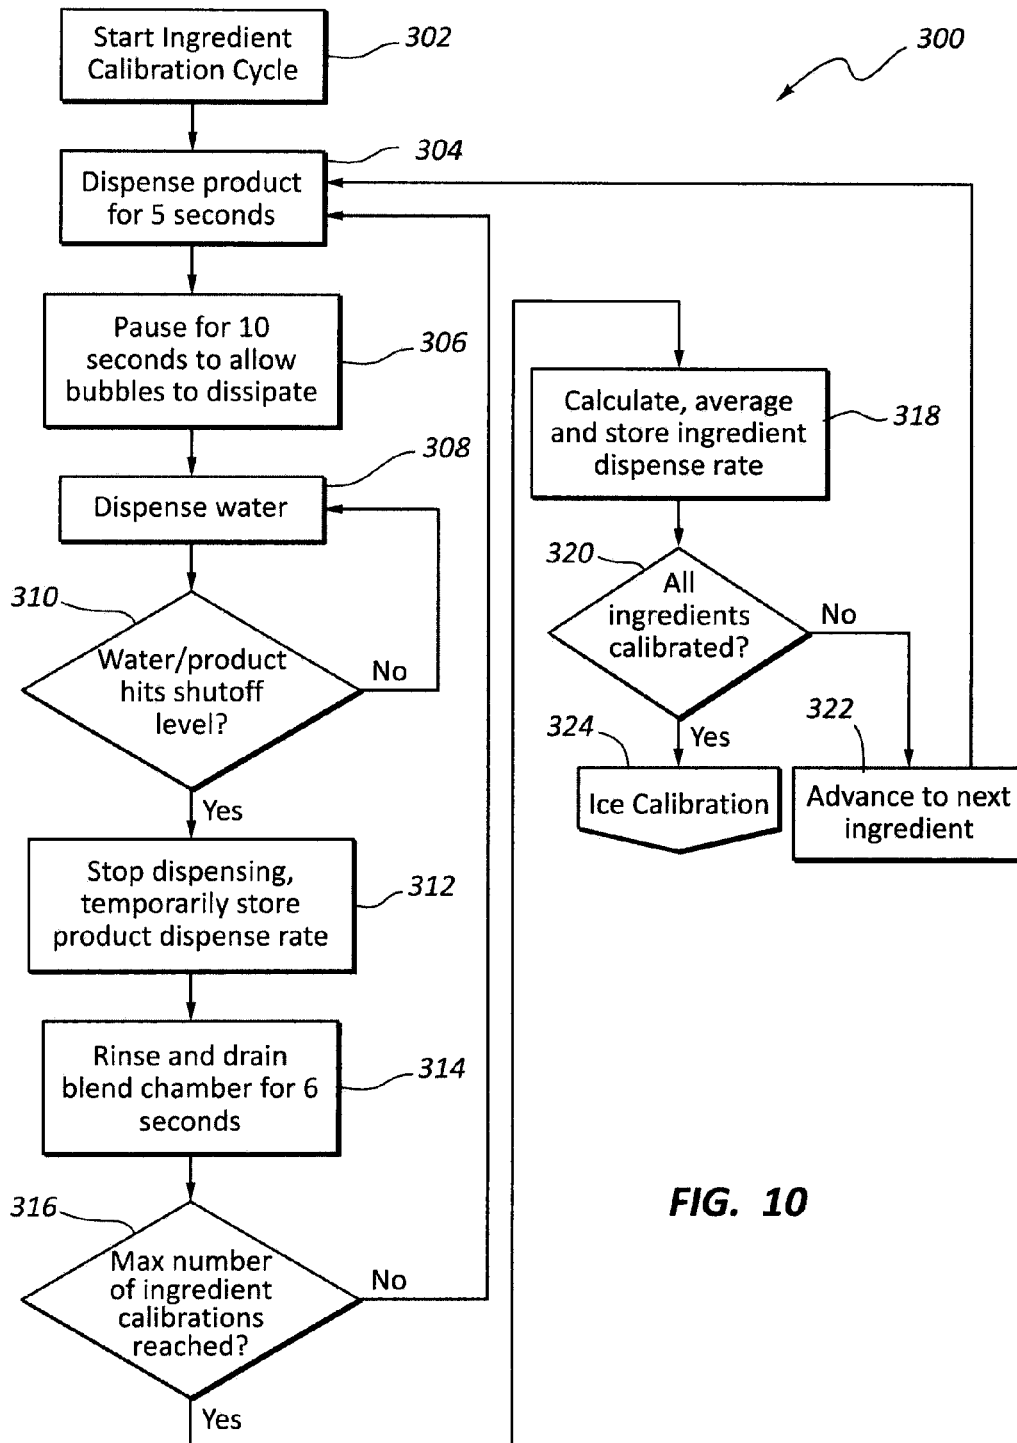 Start Ingredient
Calibration Cycle
302
300
304
Dispense product
for 5 seconds
Pause for 10
seconds to allow
bubbles to dissipate
306
308
Dispense water
310
Water/product
hits shutoff
level?
No
Yes
Stop dispensing,
temporarily store
product dispense rate
312
Rinse and drain
blend chamber for 6
seconds
314
316
Max number
of ingredient
calibrations
reached?
No
Yes
Calculate, average
and store ingredient
dispense rate
318
320
All
ingredients
calibrated?
No
Yes
324
Ice Calibration
322
Advance to next
ingredient
FIG. 10